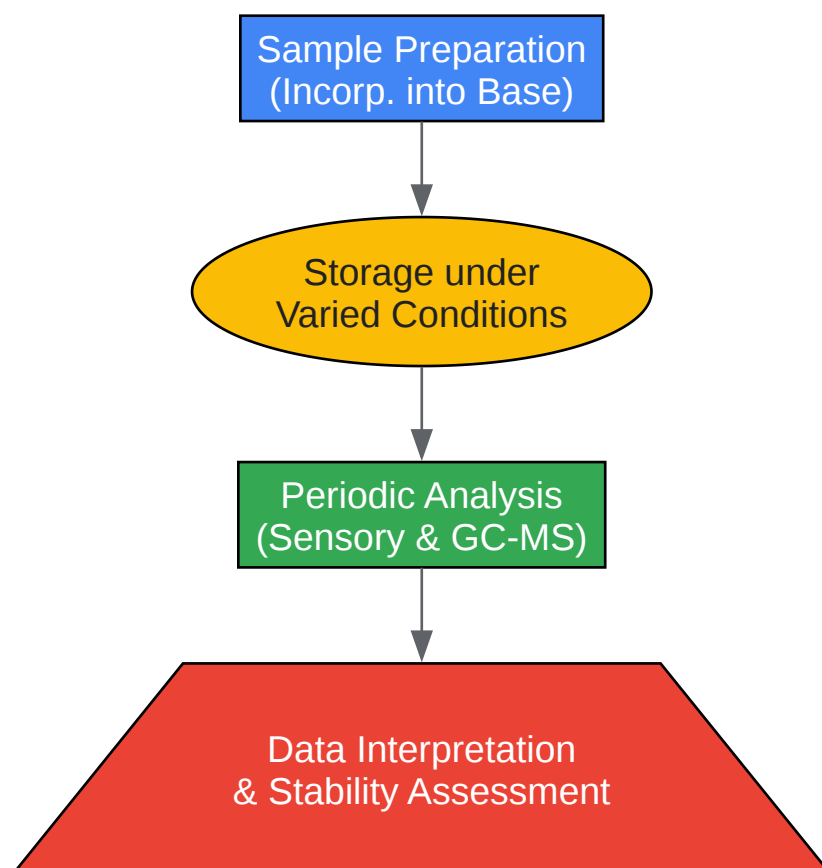 Sample Preparation
(Incorp. into Base)
Storage under
Varied Conditions
Periodic Analysis
(Sensory & GC-MS)
Data Interpretation
& Stability Assessment